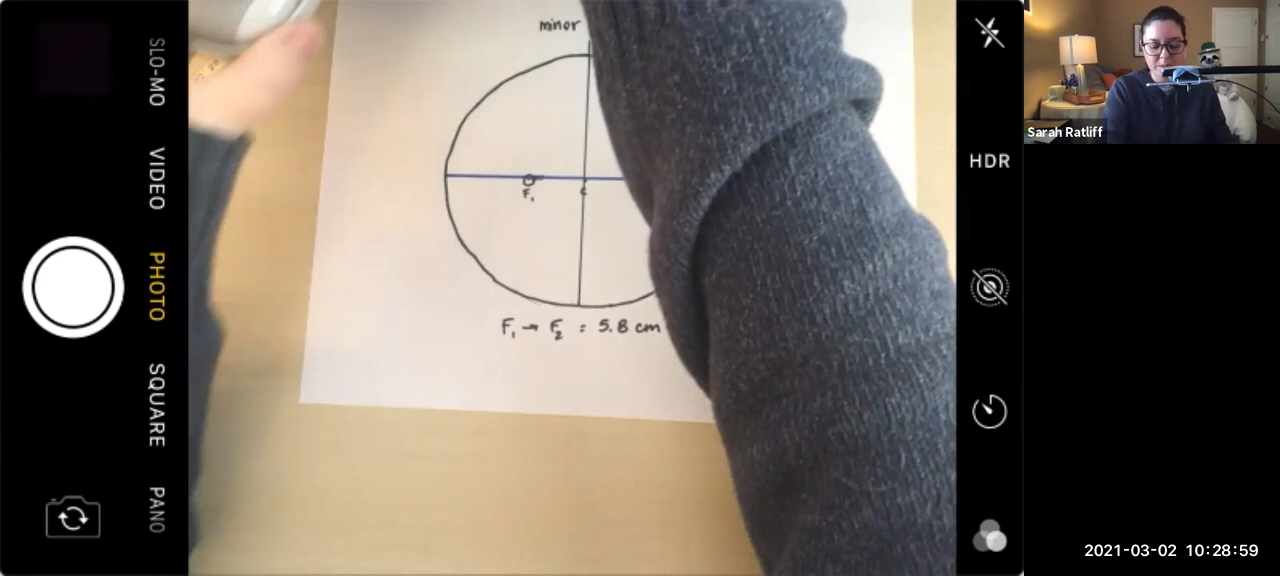 SLO-MO
VIDEO
PHOTO
SQUARE
PANO
minor
F₁
c
F₁ → F₂ = 5.8 cm
HDR
Sarah Ratliff
2021-03-02 10:28:59